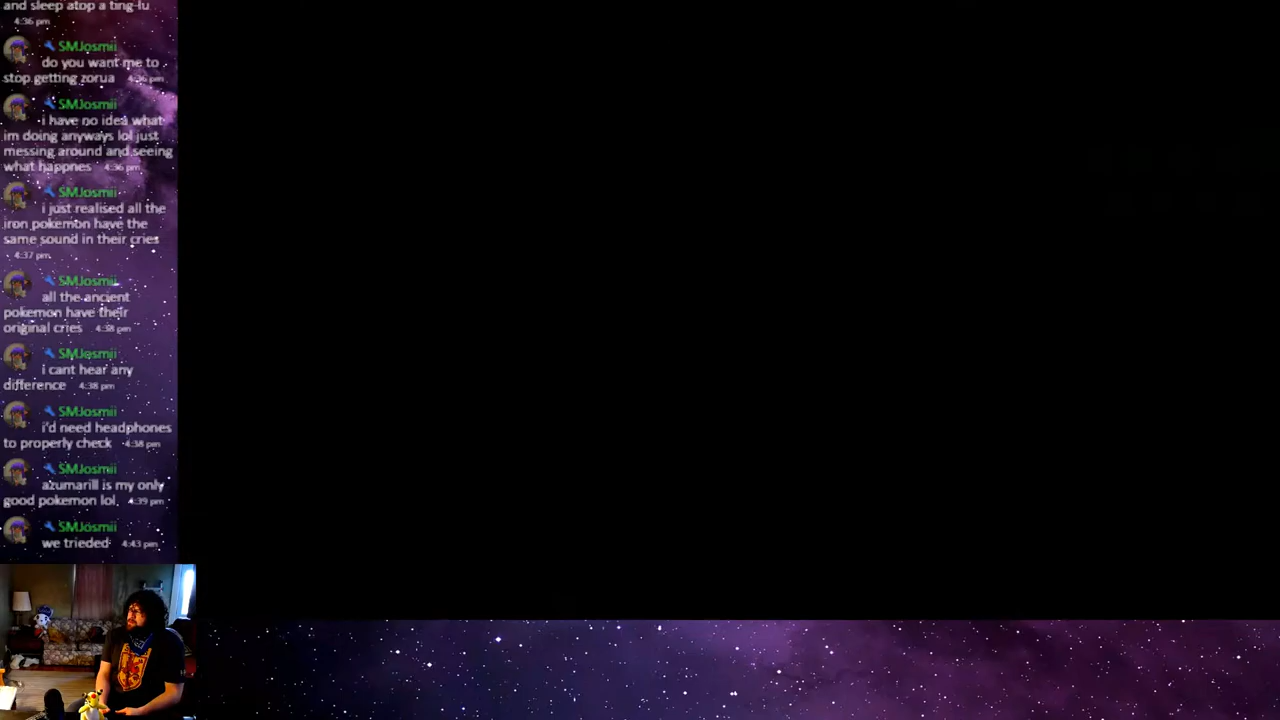 and sleep atop a ting-lu
4:36 pm
SMJosmii
do you want me to
stop getting zorua 4:36 pm
SMJosmii
i have no idea what
im doing anyways lol just
messing around and seeing
what happnes 4:36 pm
SMJosmii
i just realised all the
iron pokemon have the
same sound in their cries
4:37 pm
SMJosmii
all the ancient
pokemon have their
original cries 4:38 pm
SMJosmii
i cant hear any
difference 4:38 pm
SMJosmii
i'd need headphones
to properly check 4:38 pm
SMJosmii
azumarill is my only
good pokemon lol 4:39 pm
SMJosmii
we trieded 4:43 pm